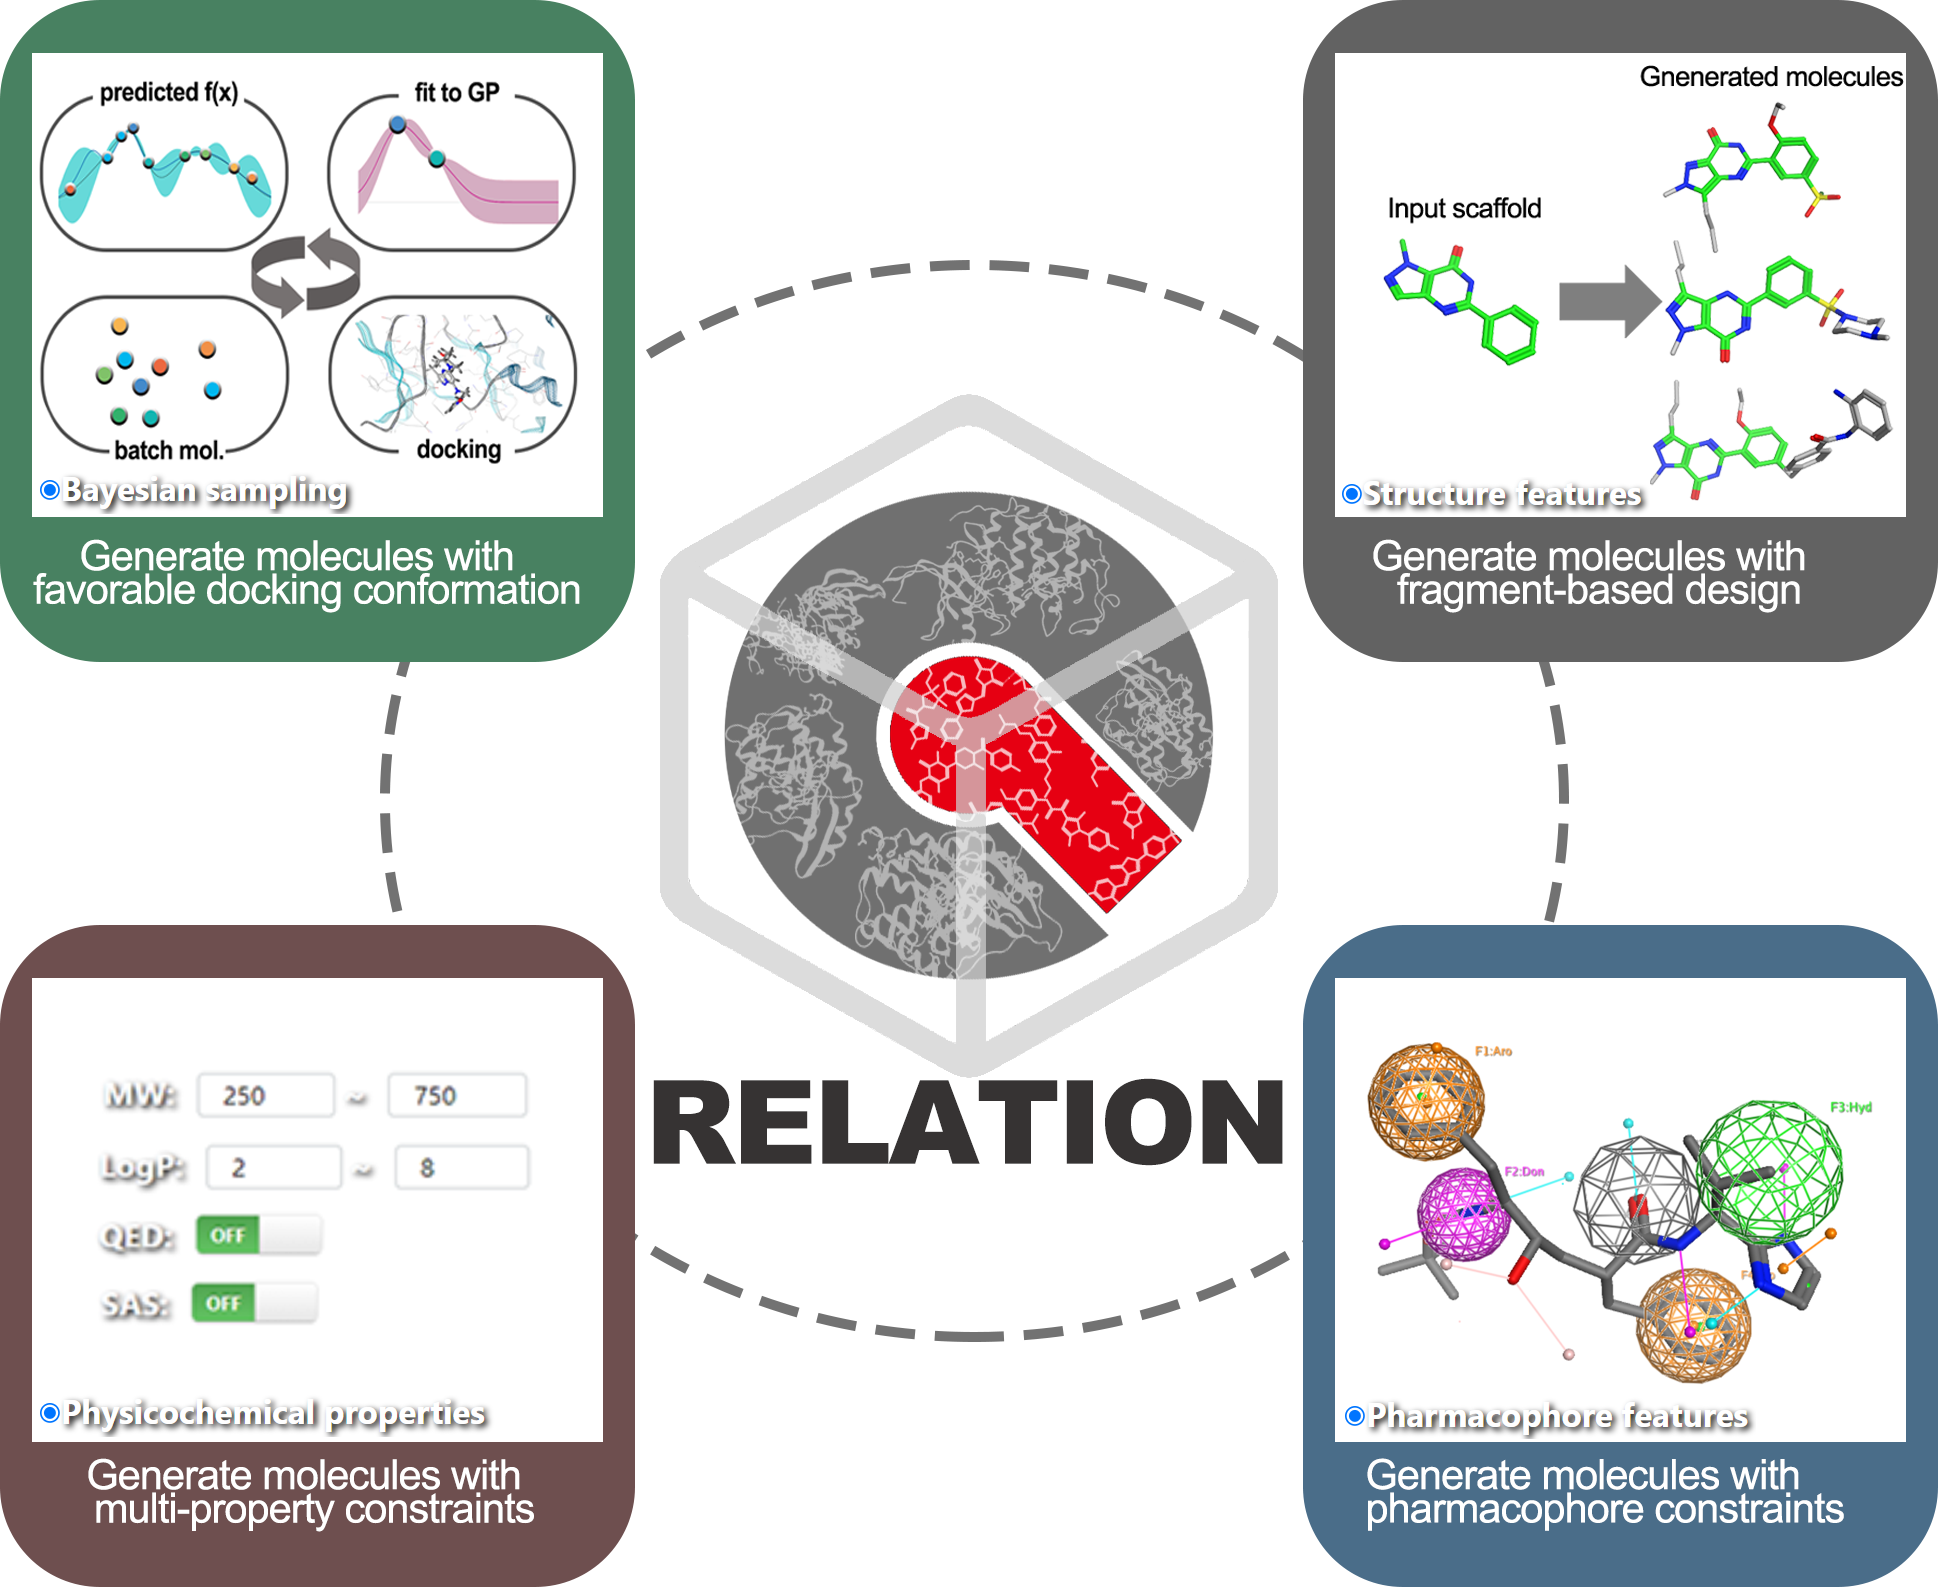 predicted f(x)
fit to GP
batch mol.
docking
Bayesian sampling
Generate molecules with
favorable docking conformation
Gnenerated molecules
Input scaffold
Structure features
Generate molecules with
fragment-based design
RELATION
MW: 250 ~ 750
LogP: 2 ~ 8
QED: OFF
SAS: OFF
Physicochemical properties
Generate molecules with
multi-property constraints
F1:Aro
F3:Hyd
F2:Don
Pharmacophore features
Generate molecules with
pharmacophore constraints